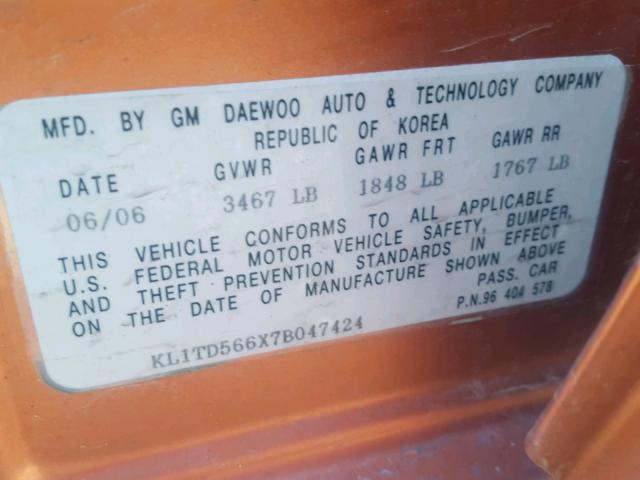 MFD. BY GM DAEWOO AUTO & TECHNOLOGY COMPANY
REPUBLIC OF KOREA
DATE GVWR GAWR FRT GAWR RR
06/06 3467 LB 1848 LB 1767 LB
THIS VEHICLE CONFORMS TO ALL APPLICABLE
U.S. FEDERAL MOTOR VEHICLE SAFETY, BUMPER,
AND THEFT PREVENTION STANDARDS IN EFFECT
ON THE DATE OF MANUFACTURE SHOWN ABOVE
PASS. CAR
KL1TD566X7B047424 P.N.96 404 578